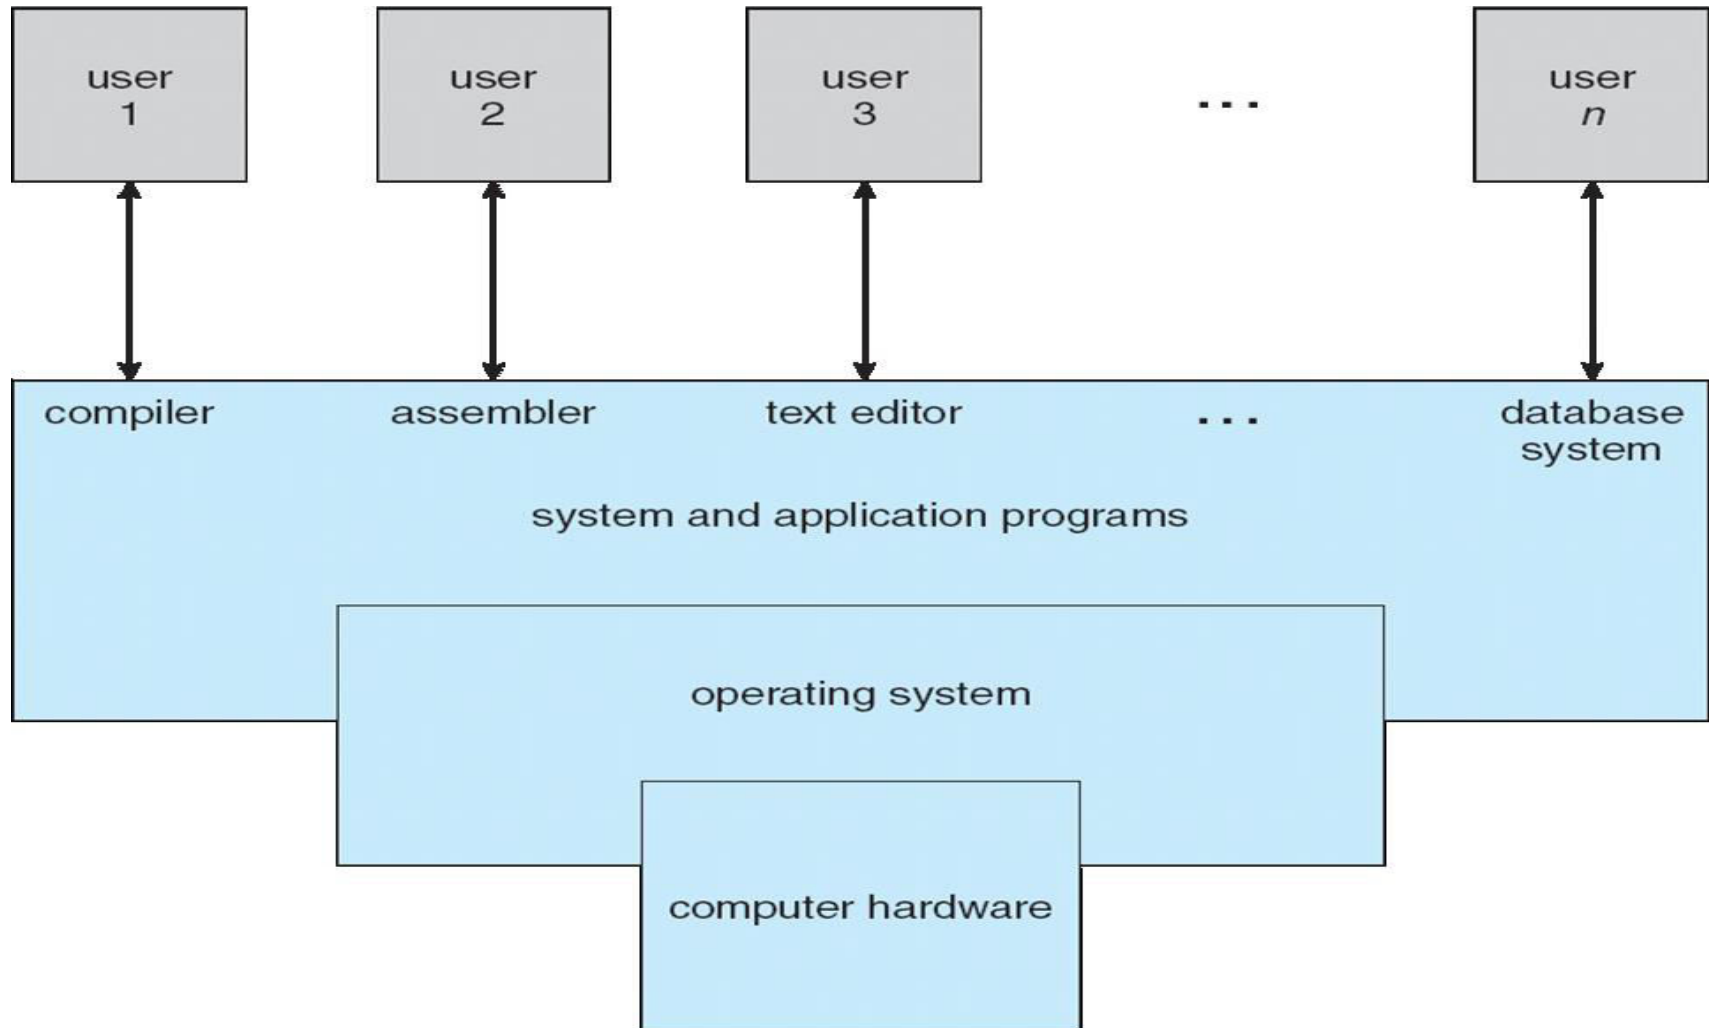 user
1
user
2
user
3
...
user
n
compiler
assembler
text editor
...
database
system
system and application programs
operating system
computer hardware